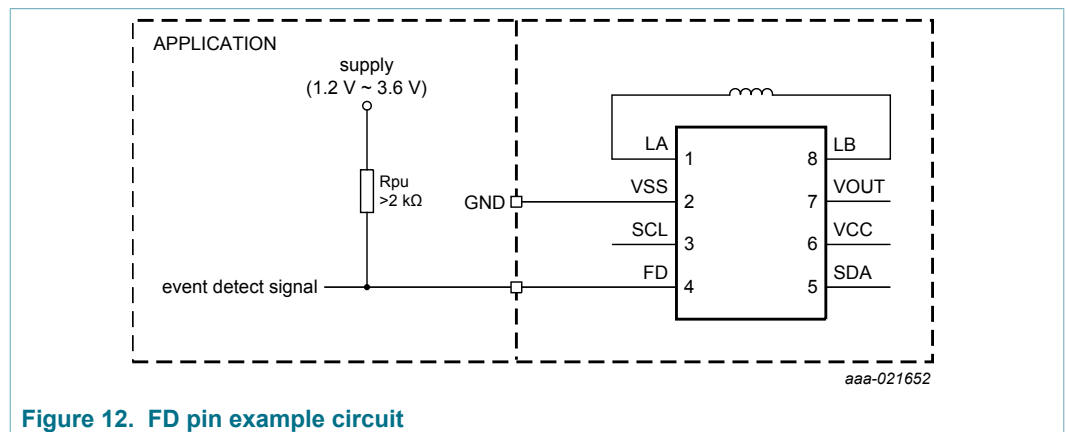 APPLICATION
supply
(1.2 V ~ 3.6 V)
Rpu
>2 kΩ
GND
event detect signal
LA
1
VSS
2
SCL
3
FD
4
LB
8
VOUT
7
VCC
6
SDA
5
aaa-021652
Figure 12. FD pin example circuit